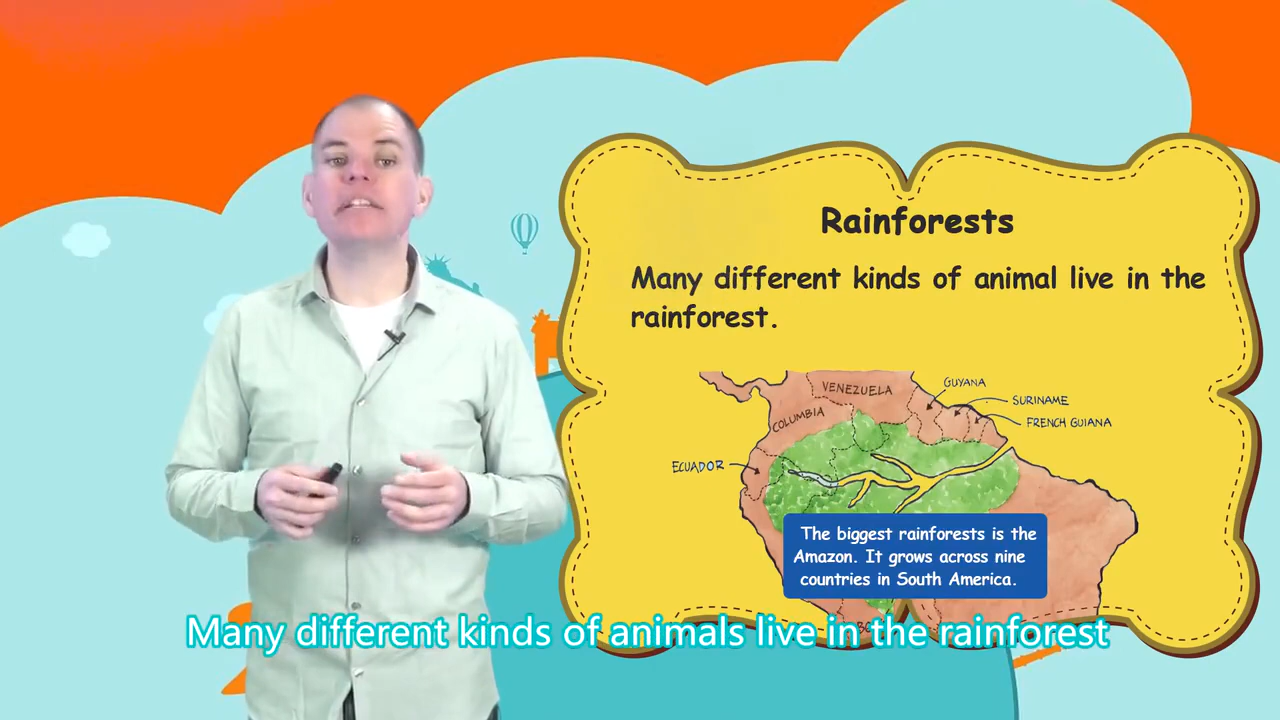 Rainforests
Many different kinds of animal live in the
rainforest.
VENEZUELA
GUYANA
SURINAME
FRENCH GUIANA
COLUMBIA
ECUADOR
The biggest rainforests is the
Amazon. It grows across nine
countries in South America.
Many different kinds of animals live in the rainforest